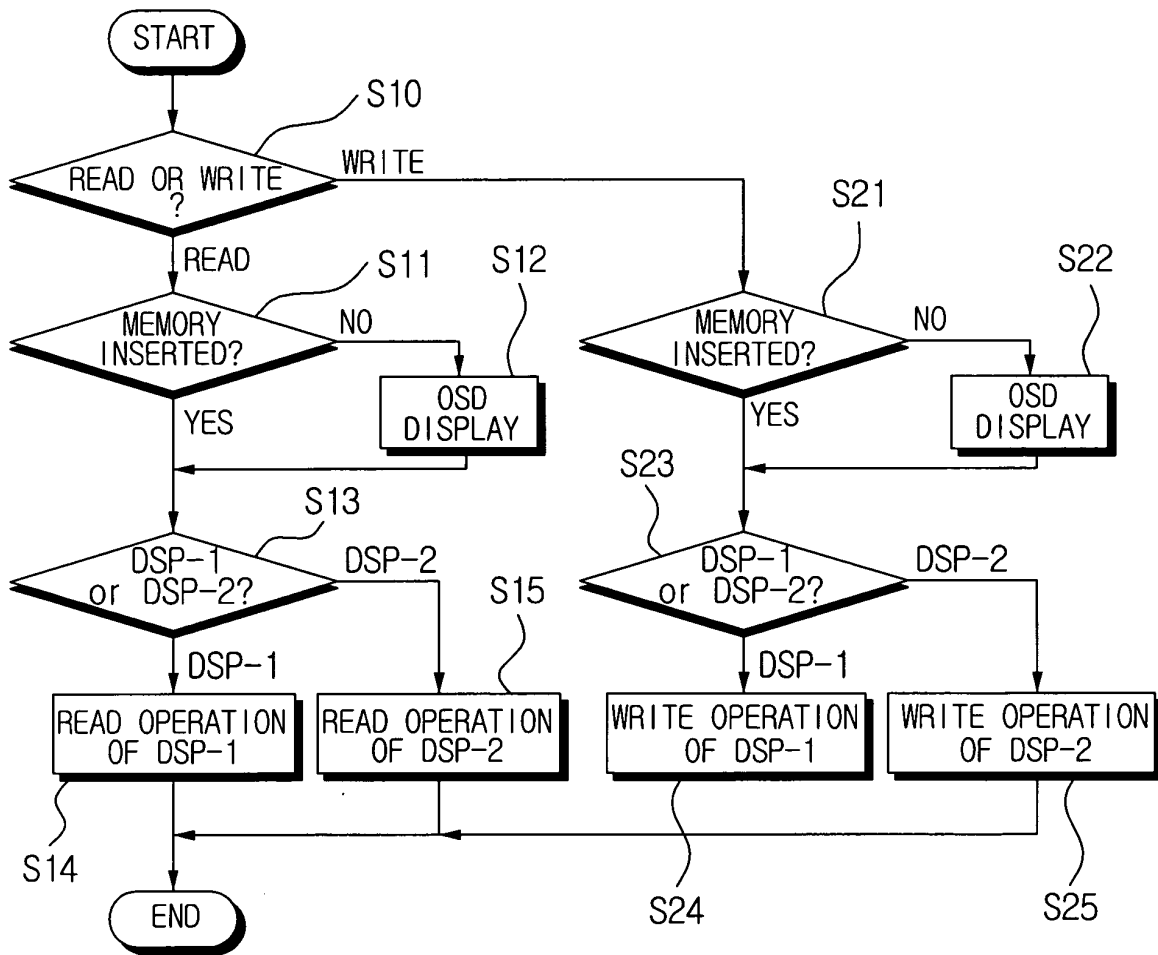 START
S10
READ OR WRITE
?
WRITE
READ
S11
MEMORY
INSERTED?
NO
S12
OSD
DISPLAY
YES
S21
MEMORY
INSERTED?
NO
S22
OSD
DISPLAY
YES
S13
DSP-1
or DSP-2?
DSP-2
DSP-1
S15
READ OPERATION
OF DSP-1
READ OPERATION
OF DSP-2
S14
S23
DSP-1
or DSP-2?
DSP-2
DSP-1
WRITE OPERATION
OF DSP-1
WRITE OPERATION
OF DSP-2
S24
S25
END